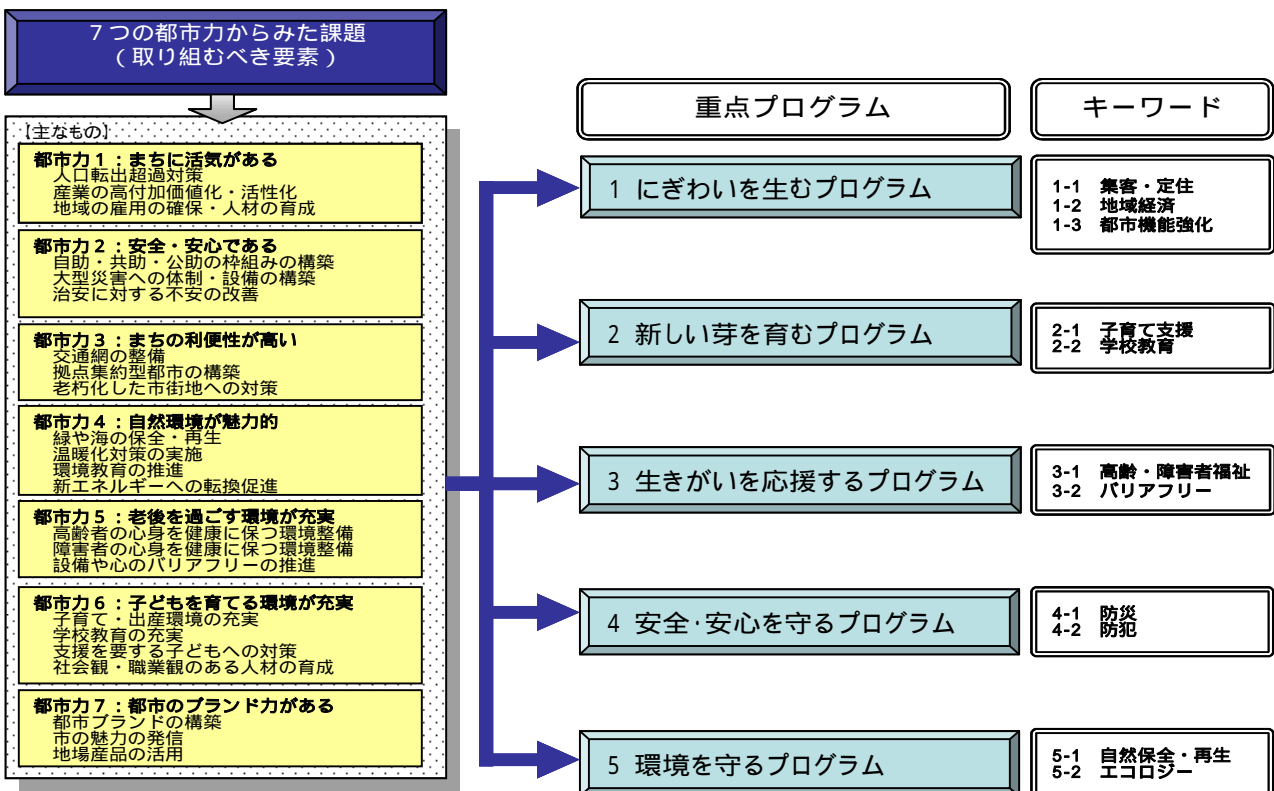 7つの都市力からみた課題
(取り組むべき要素)
【主なもの】
都市力1：まちに活気がある
人口転出超過対策
産業の高付加価値化・活性化
地域の雇用の確保・人材の育成
都市力2：安全・安心である
自助・共助・公助の枠組みの構築
大型災害への体制・設備の構築
治安に対する不安の改善
都市力3：まちの利便性が高い
交通網の整備
拠点集約型都市の構築
老朽化した市街地への対策
都市力4：自然環境が魅力的
緑や海の保全・再生
温暖化対策の実施
環境教育の推進
新エネルギーへの転換促進
都市力5：老後を過ごす環境が充実
高齢者の心身を健康に保つ環境整備
障害者の心身を健康に保つ環境整備
設備や心のバリアフリーの推進
都市力6：子どもを育てる環境が充実
子育て・出産環境の充実
学校教育の充実
支援を要する子どもへの対策
社会観・職業観のある人材の育成
都市力7：都市のブランド力がある
都市ブランドの構築
市の魅力の発信
地場産品の活用
重点プログラム
1 にぎわいを生むプログラム
2 新しい芽を育むプログラム
3 生きがいを応援するプログラム
4 安全・安心を守るプログラム
5 環境を守るプログラム
キーワード
1-1 集客・定住
1-2 地域経済
1-3 都市機能強化
2-1 子育て支援
2-2 学校教育
3-1 高齢・障害者福祉
3-2 バリアフリー
4-1 防災
4-2 防犯
5-1 自然保全・再生
5-2 エコロジー